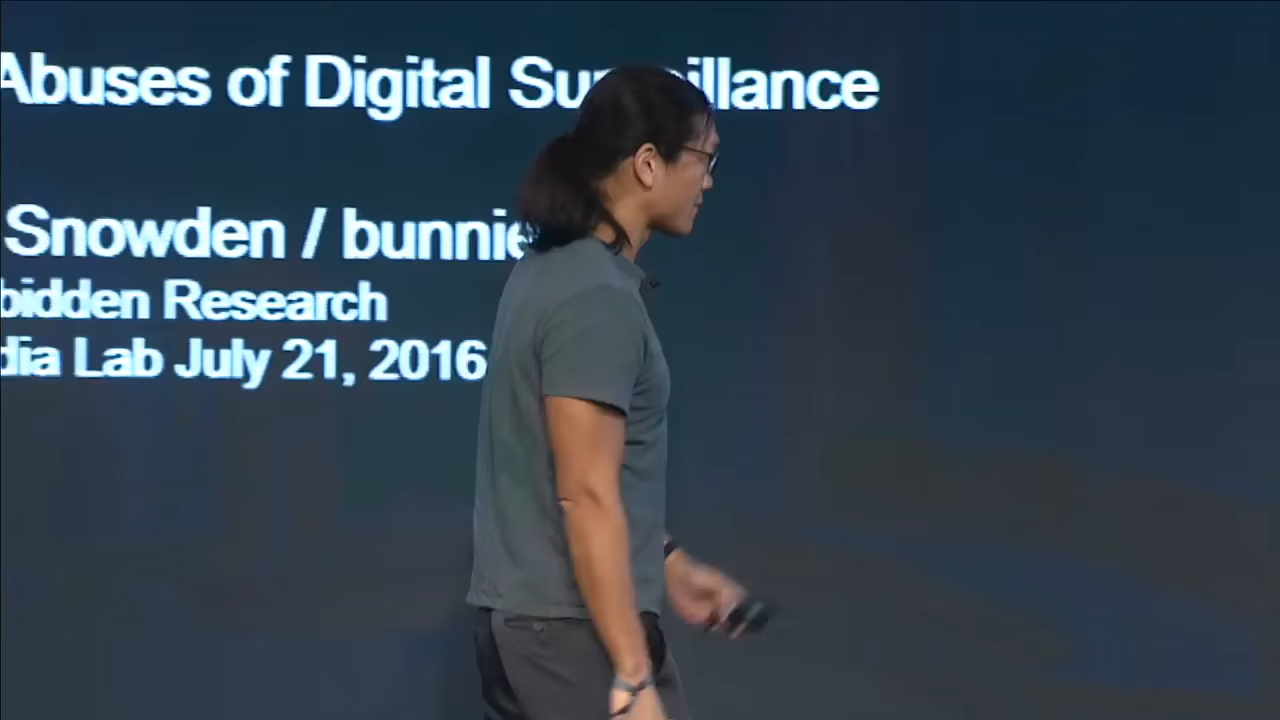 Abuses of Digital Su illance
Snowden / bunnie
bidden Research
dia Lab July 21, 2016